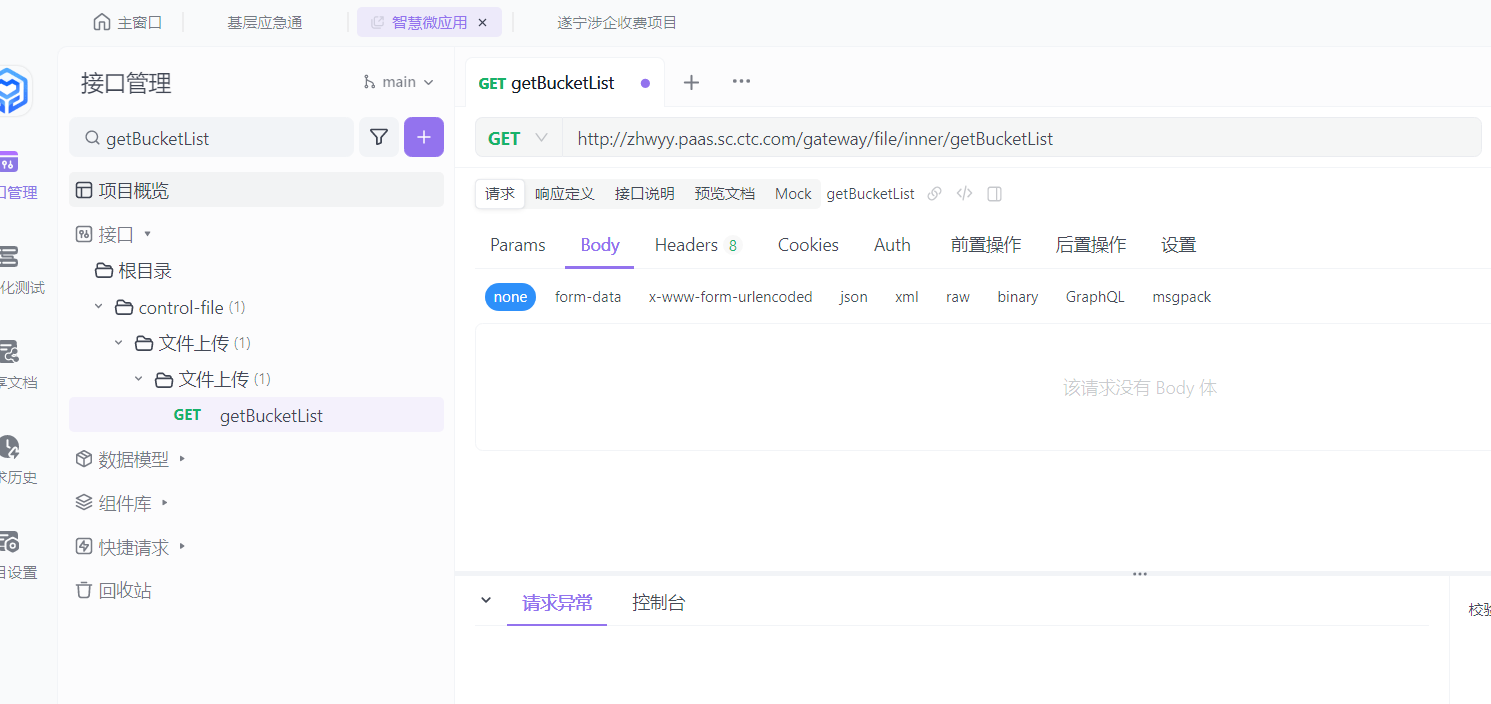 主窗口
基层应急通
智慧微应用
遂宁涉企收费项目
接口管理
main
getBucketList
项目概览
接口
根目录
control-file (1)
文件上传 (1)
文件上传 (1)
GET getBucketList
数据模型
组件库
快捷请求
回收站
口管理
化测试
享文档
求历史
目设置
GET getBucketList
GET
http://zhwyy.paas.sc.ctc.com/gateway/file/inner/getBucketList
请求 响应定义 接口说明 预览文档 Mock getBucketList
Params Body Headers 8 Cookies Auth 前置操作 后置操作 设置
none form-data x-www-form-urlencoded json xml raw binary GraphQL msgpack
该请求没有 Body 体
请求异常 控制台
校验